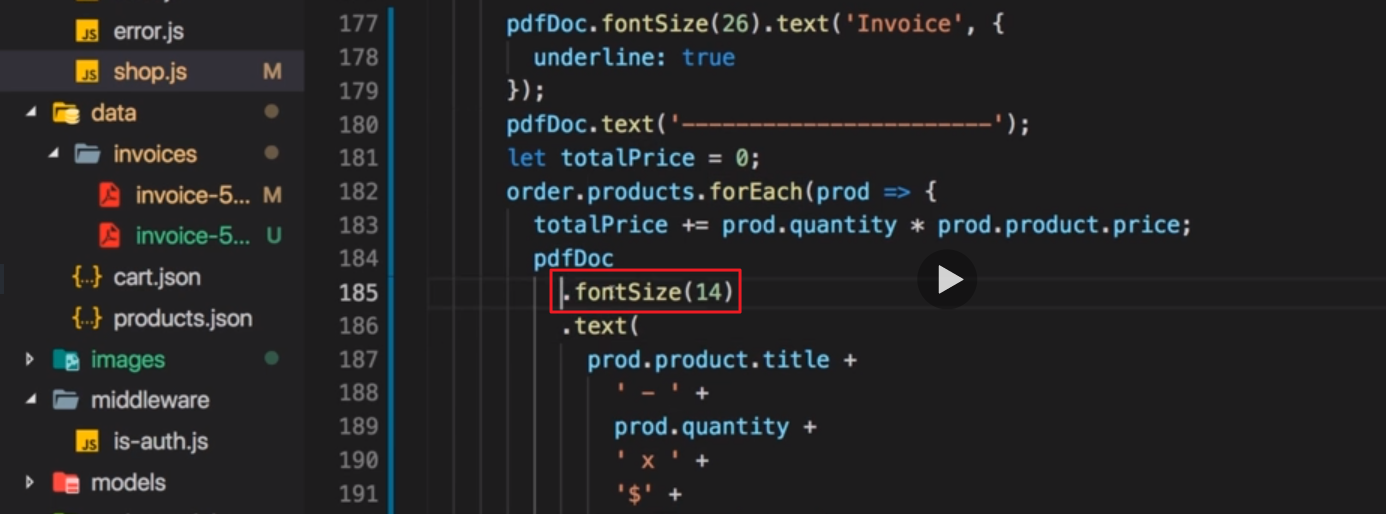 error.js
shop.js M
data
invoices
invoice-5... M
invoice-5... U
{..} cart.json
{..} products.json
images
middleware
is-auth.js
models
177 pdfDoc.fontSize(26).text('Invoice', {
178 underline: true
179 });
180 pdfDoc.text('-----------------------');
181 let totalPrice = 0;
182 order.products.forEach(prod => {
183 totalPrice += prod.quantity * prod.product.price;
184 pdfDoc
185 .fontSize(14)
186 .text(
187 prod.product.title +
188 ' - ' +
189 prod.quantity +
190 ' x ' +
191 '$' +